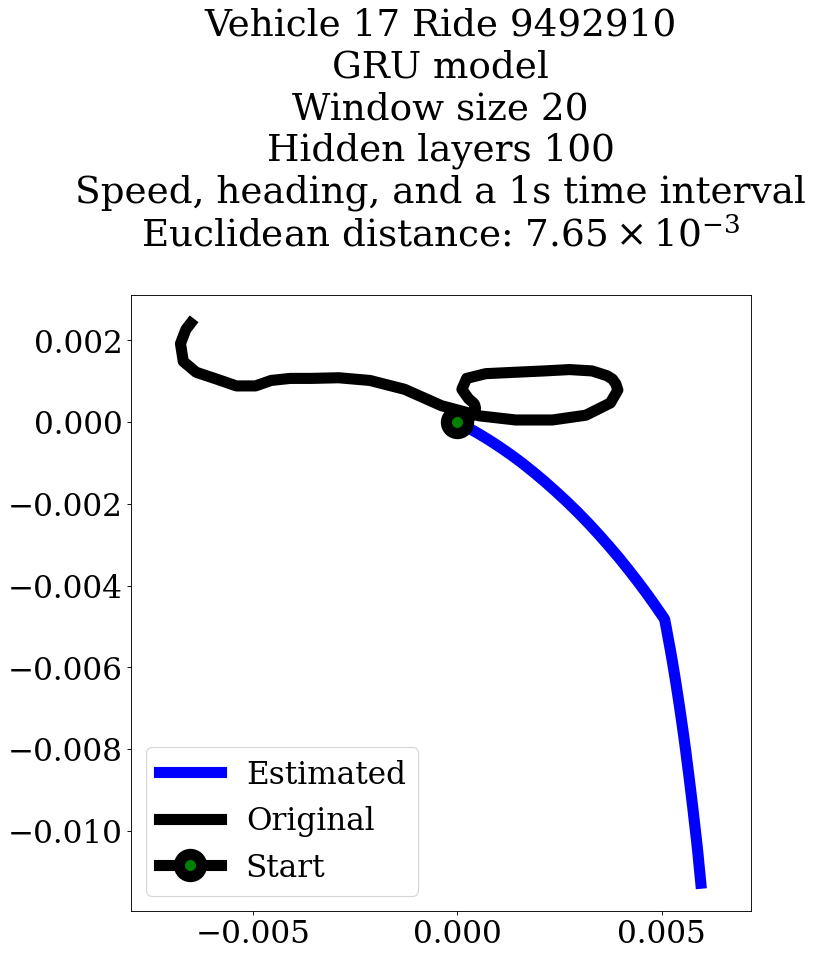 Vehicle 17 Ride 9492910
GRU model
Window size 20
Hidden layers 100
Speed, heading, and a 1s time interval
Euclidean distance: 7.65 × 10⁻³
0.002
0.000
−0.002
−0.004
−0.006
−0.008
−0.010
Estimated
Original
Start
−0.005
0.000
0.005